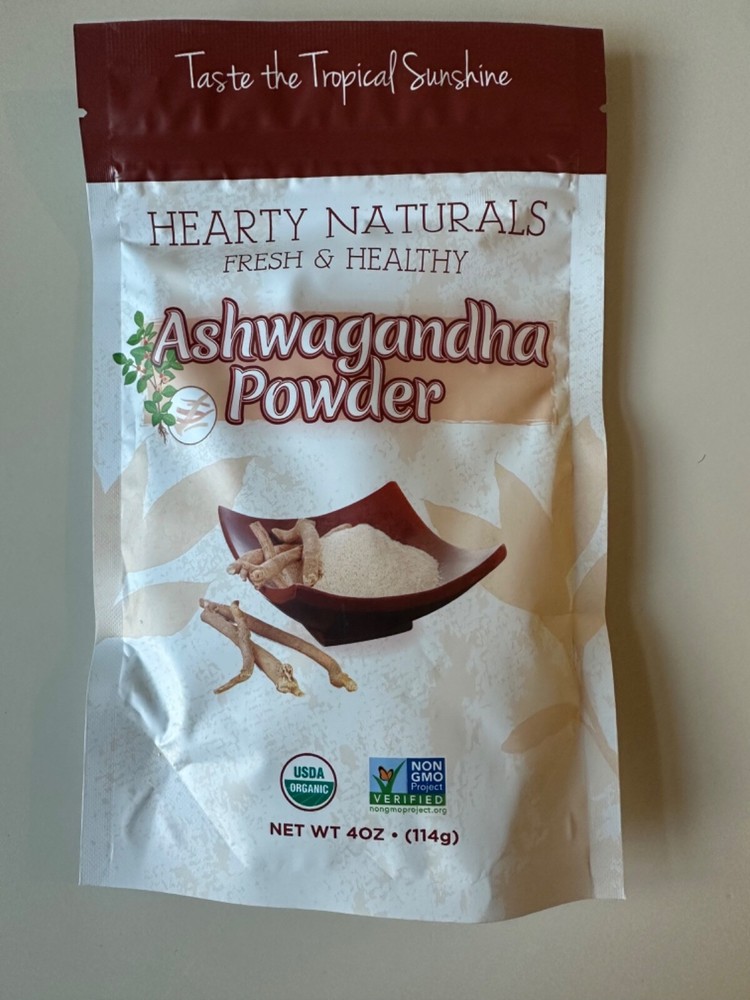 Taste the Tropical Sunshine
HEARTY NATURALS
FRESH & HEALTHY
Ashwagandha
Powder
USDA
ORGANIC
NON
GMO
Project
VERIFIED
nongmoproject.org
NET WT 4OZ • (114g)